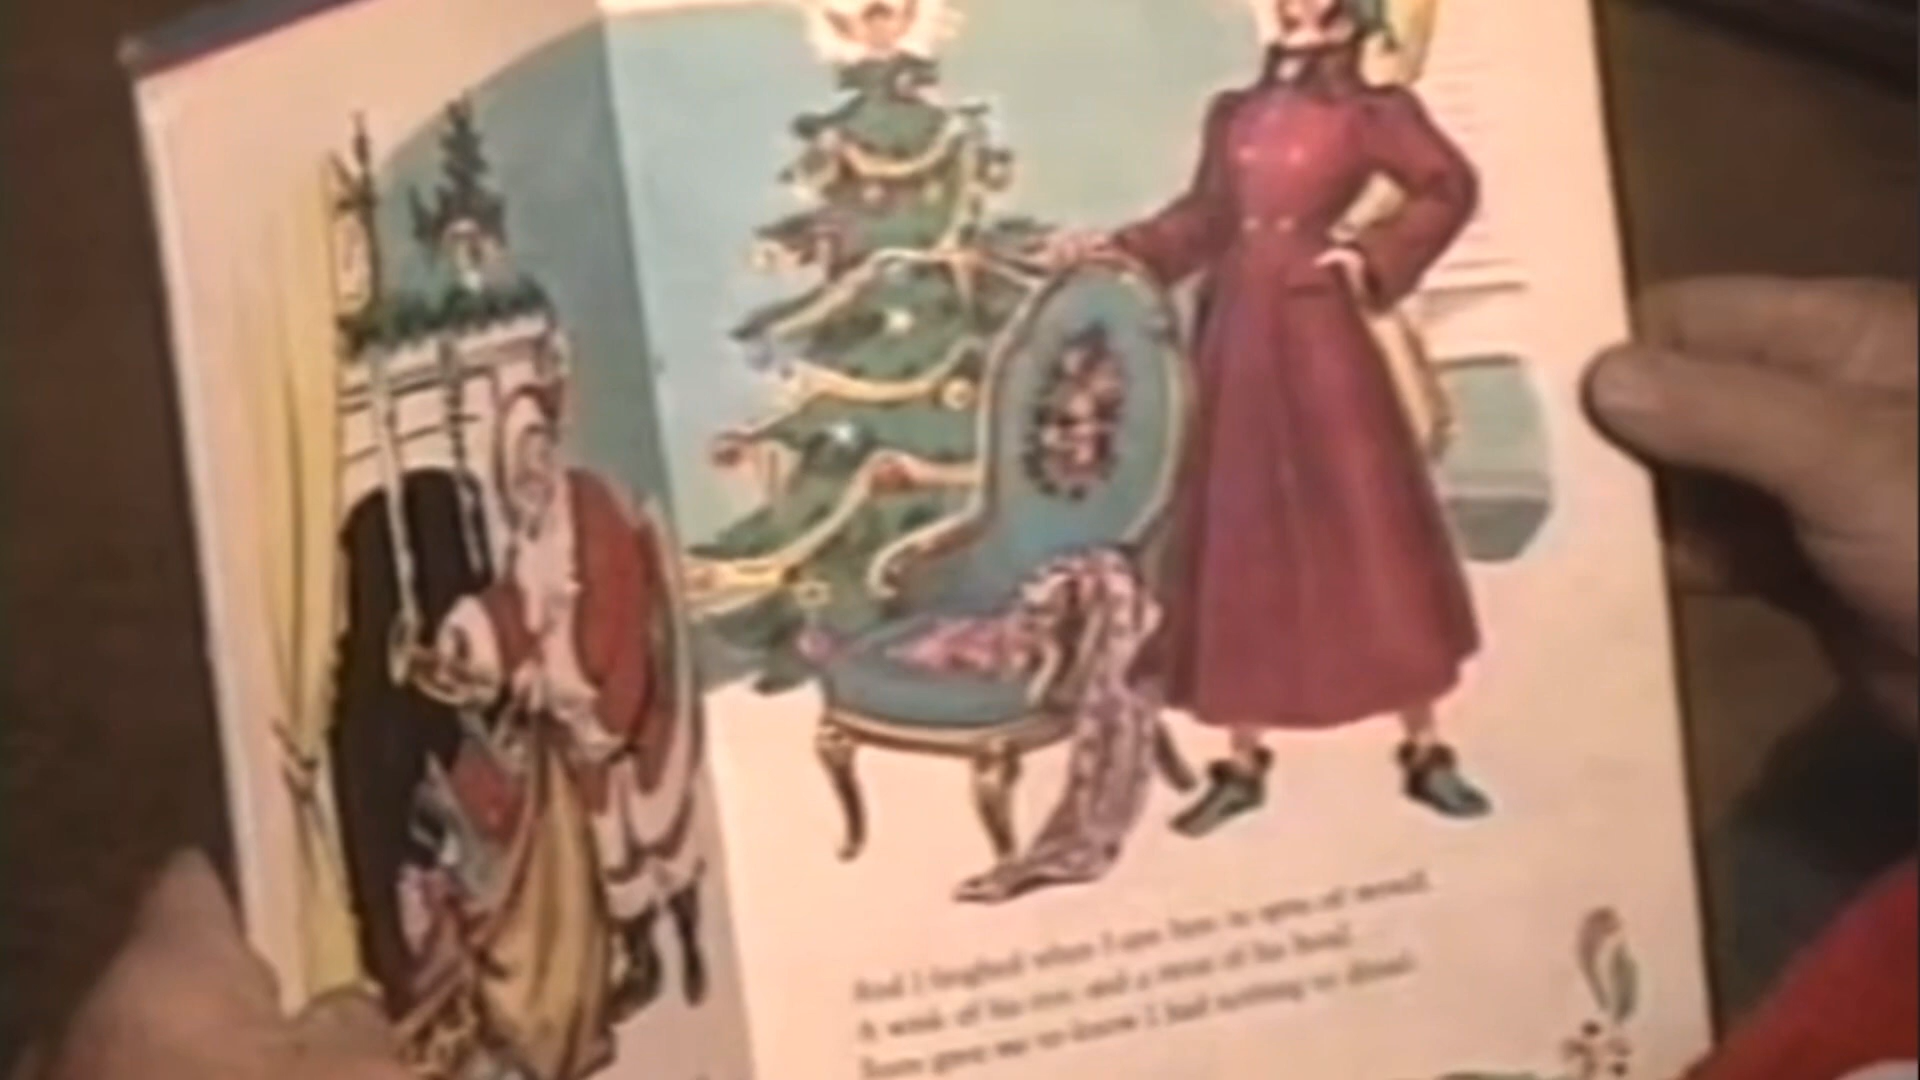 And I laughed when I saw him in spite of myself.
A wink of his eye, and a twist of his head
Soon gave me to know I had nothing to dread.